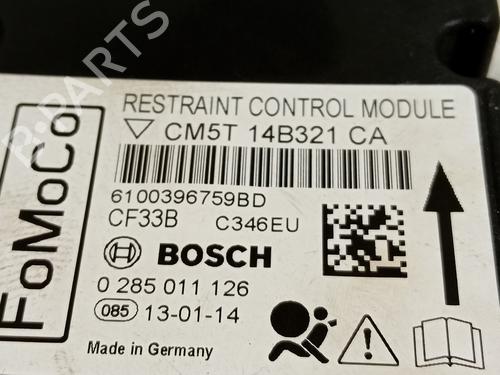 RESTRAINT CONTROL MODULE
CM5T 14B321 CA
6100396759BD
CF33B C346EU
BOSCH
0 285 011 126
085 13-01-14
Made in Germany
FoMoCo
B-PARTS